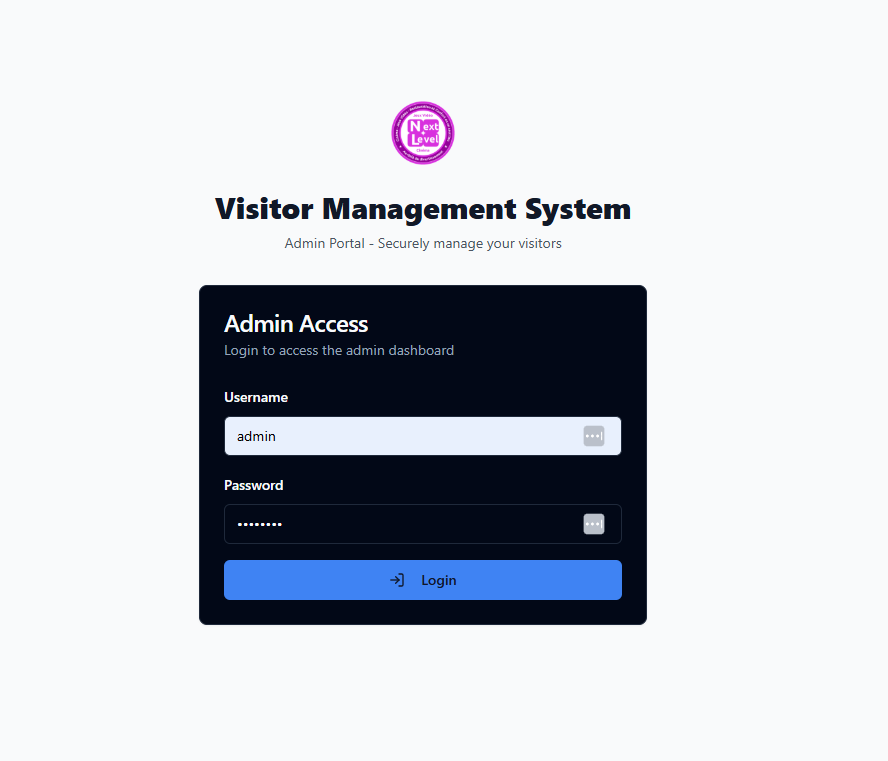 Next
Level
Visitor Management System
Admin Portal - Securely manage your visitors
Admin Access
Login to access the admin dashboard
Username
admin
Password
••••••••
Login